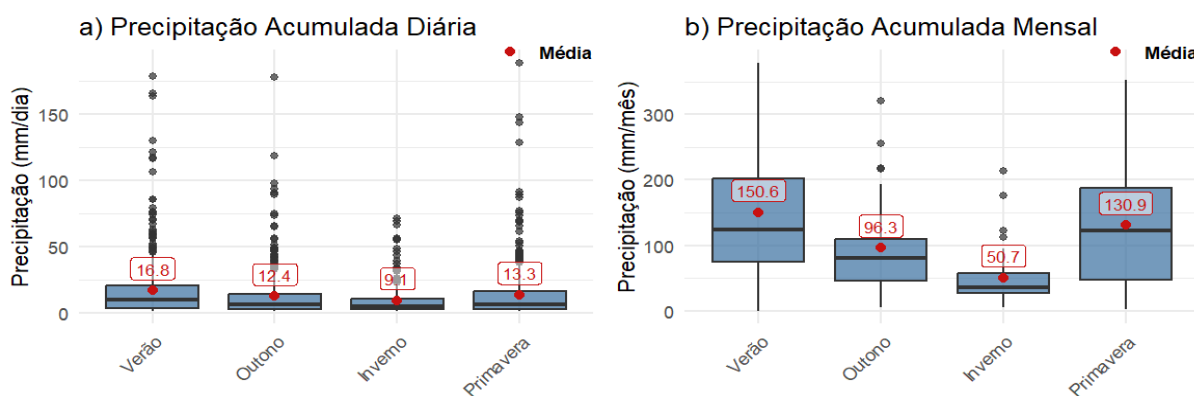 a) Precipitação Acumulada Diária
Média
Precipitação (mm/dia)
150
100
50
0
16.8
12.4
9.1
13.3
Verão
Outono
Inverno
Primavera
b) Precipitação Acumulada Mensal
Média
Precipitação (mm/mês)
300
200
100
0
150.6
96.3
50.7
130.9
Verão
Outono
Inverno
Primavera